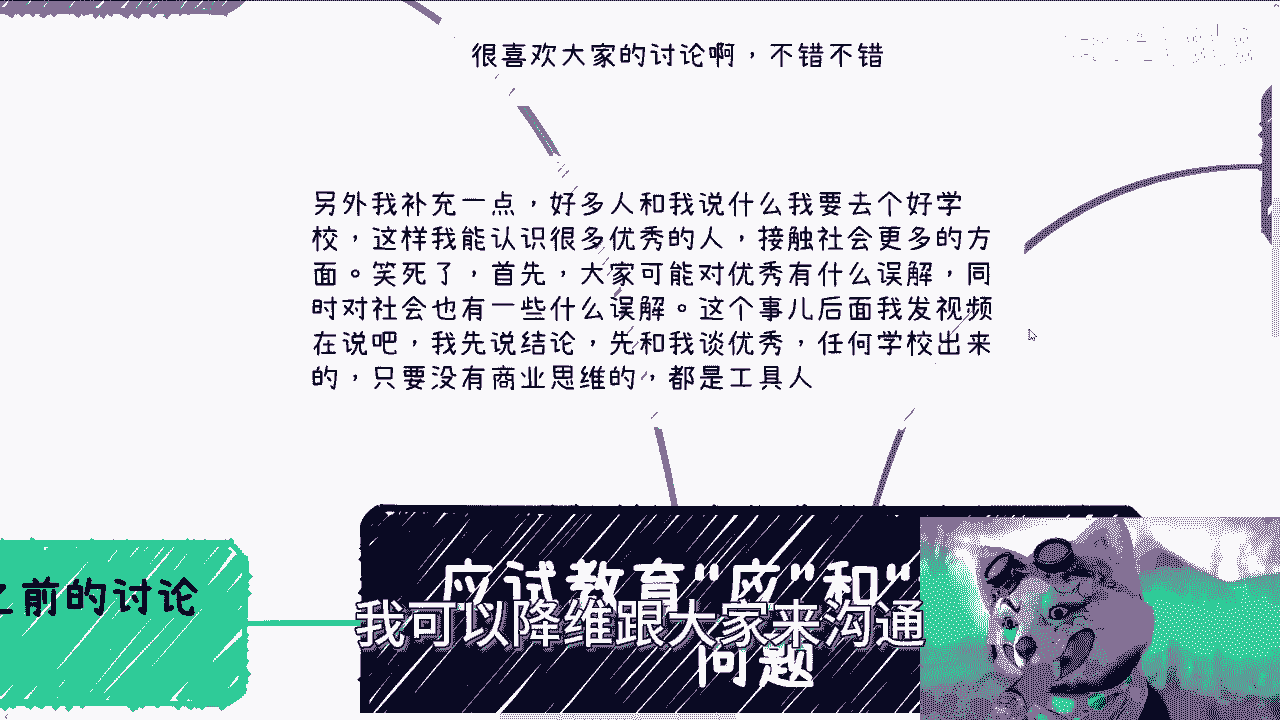 很喜欢大家的讨论啊，不错不错
另外我补充一点，好多人和我说什么我要去个好学
校，这样我能认识很多优秀的人，接触社会更多的方
面。笑死了，首先，大家可能对优秀有什么误解，同
时对社会也有一些什么误解。这个事儿后面我发视频
在说吧，我先说结论，先和我谈优秀，任何学校出来
的，只要没有商业思维的，都是工具人
之前的讨论
应试教育"应"和"
问题
我可以降维跟大家来沟通